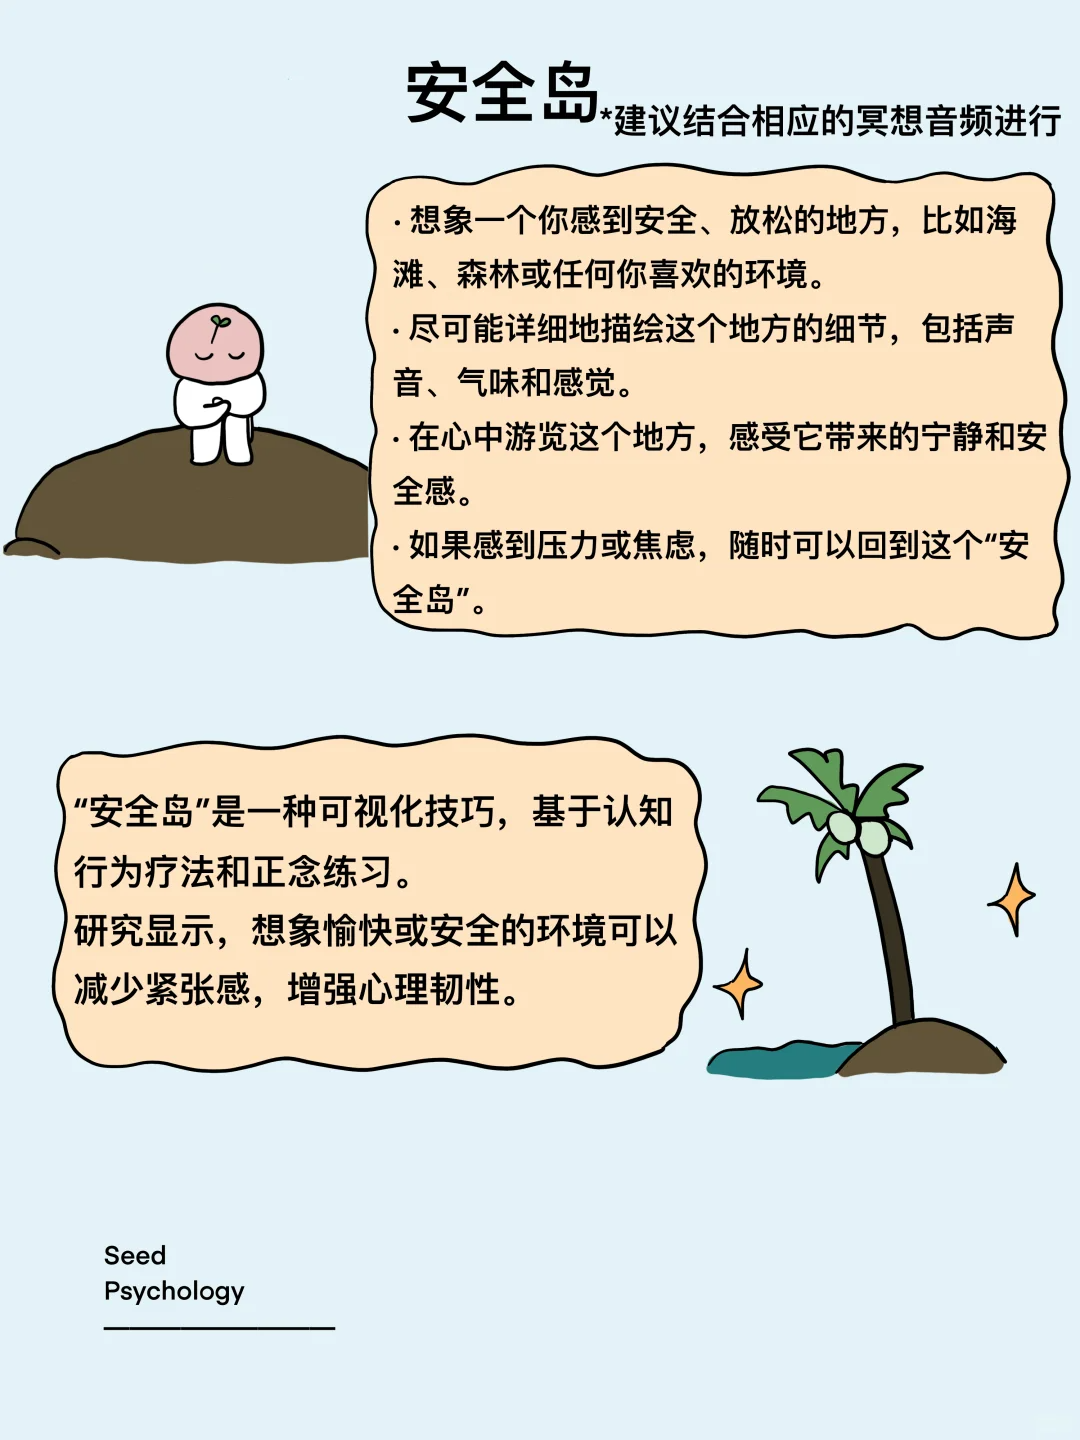 安全岛
*建议结合相应的冥想音频进行
· 想象一个你感到安全、放松的地方，比如海
滩、森林或任何你喜欢的环境。
· 尽可能详细地描绘这个地方的细节，包括声
音、气味和感觉。
· 在心中游览这个地方，感受它带来的宁静和安
全感。
· 如果感到压力或焦虑，随时可以回到这个“安
全岛”。
“安全岛”是一种可视化技巧，基于认知
行为疗法和正念练习。
研究显示，想象愉快或安全的环境可以
减少紧张感，增强心理韧性。
Seed
Psychology